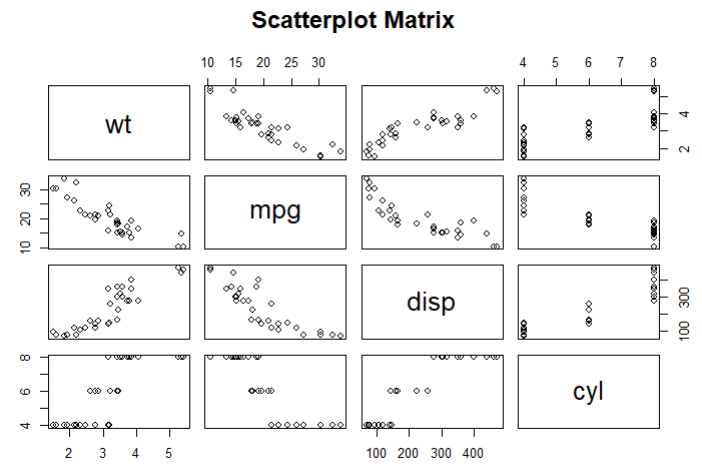 Scatterplot Matrix
10 15 20 25 30
4 5 6 7 8
wt
2 4
10 20 30
mpg
disp
100 300
4 6 8
cyl
2 3 4 5
100 200 300 400